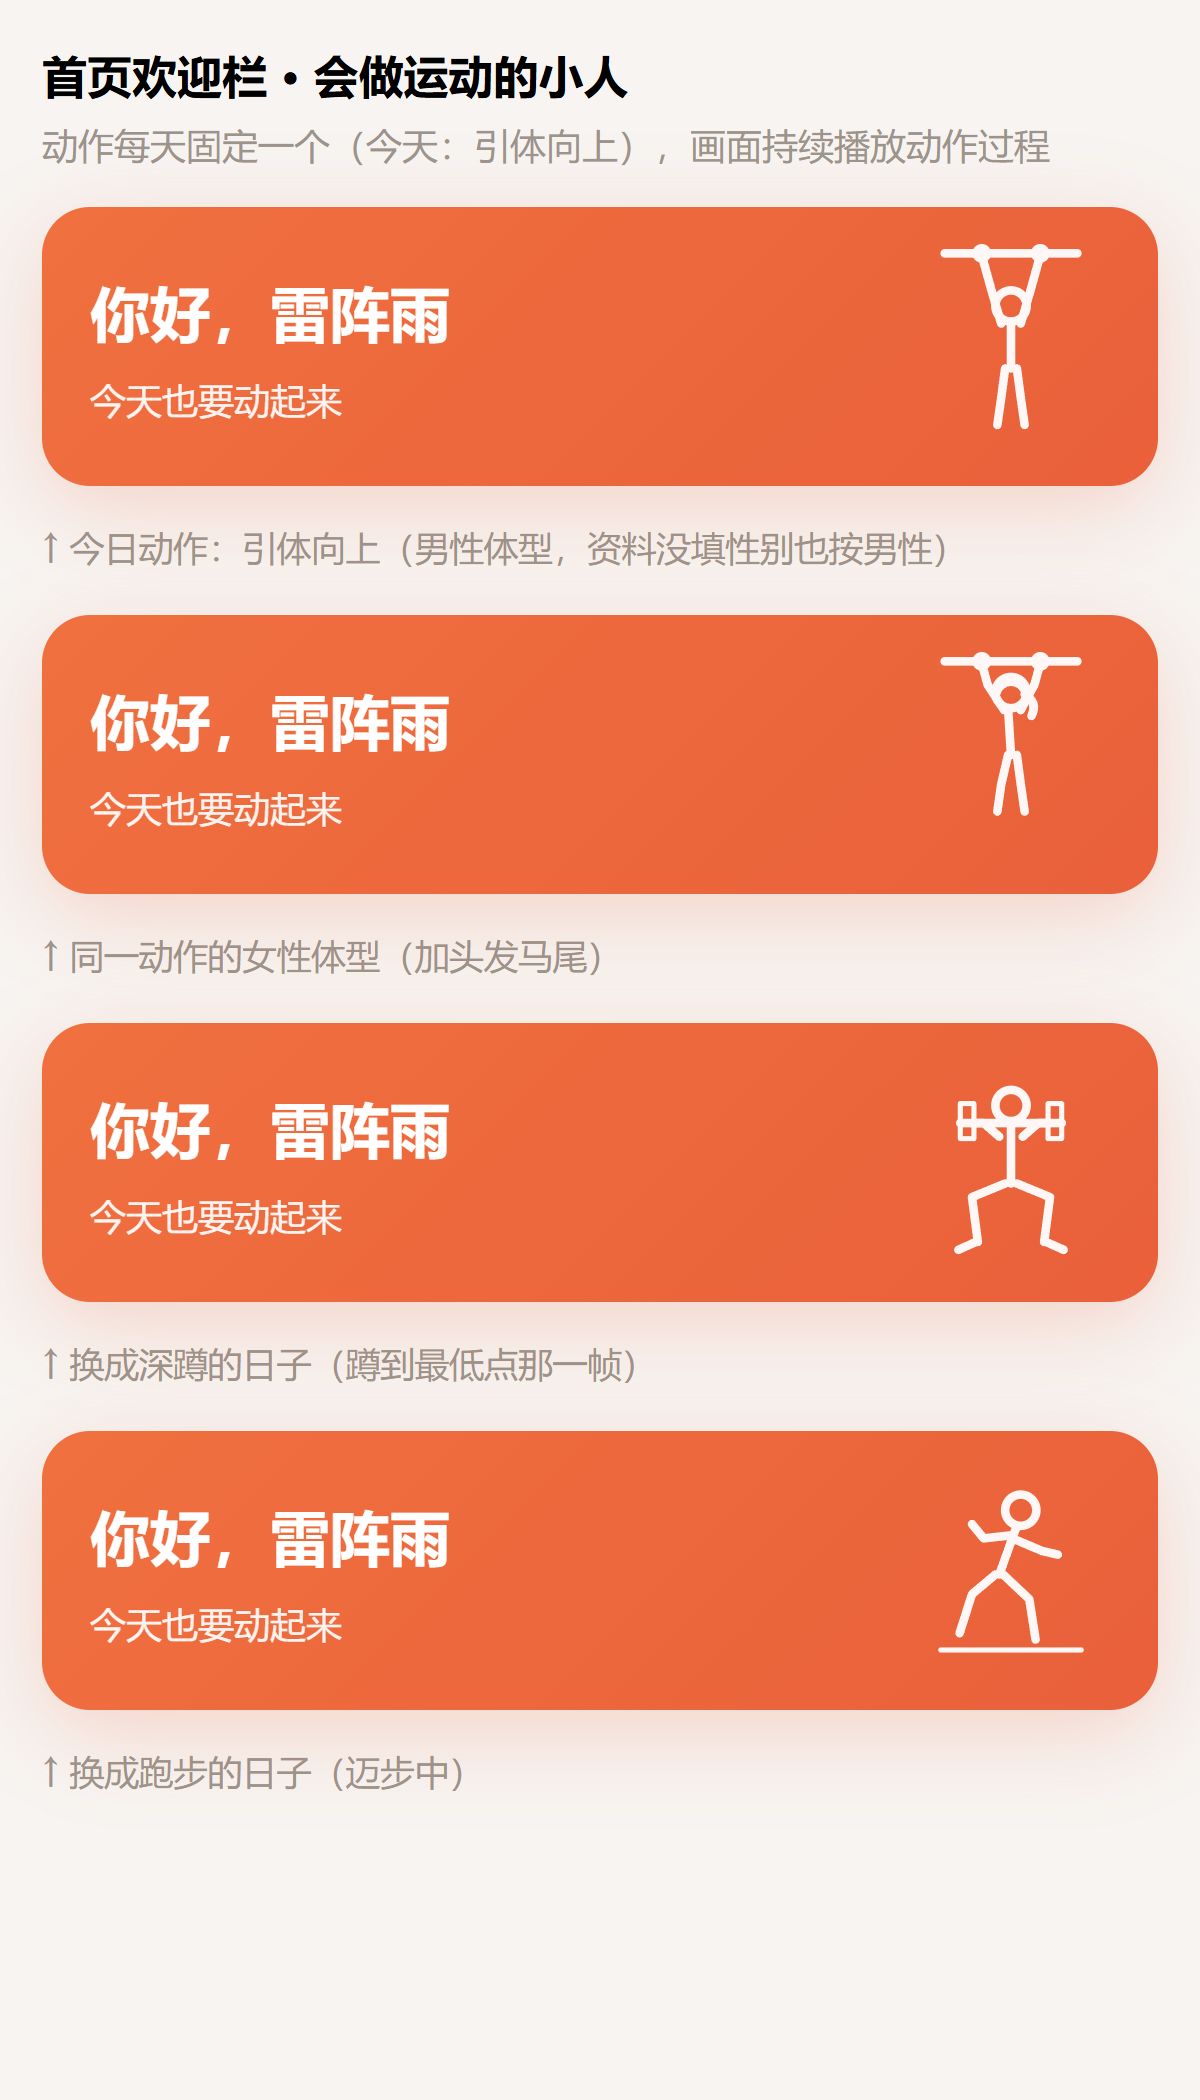 首页欢迎栏 · 会做运动的小人
动作每天固定一个（今天：引体向上），画面持续播放动作过程
你好，雷阵雨
今天也要动起来
↑ 今日动作：引体向上（男性体型，资料没填性别也按男性）
你好，雷阵雨
今天也要动起来
↑ 同一动作的女性体型（加头发马尾）
你好，雷阵雨
今天也要动起来
↑ 换成深蹲的日子（蹲到最低点那一帧）
你好，雷阵雨
今天也要动起来
↑ 换成跑步的日子（迈步中）